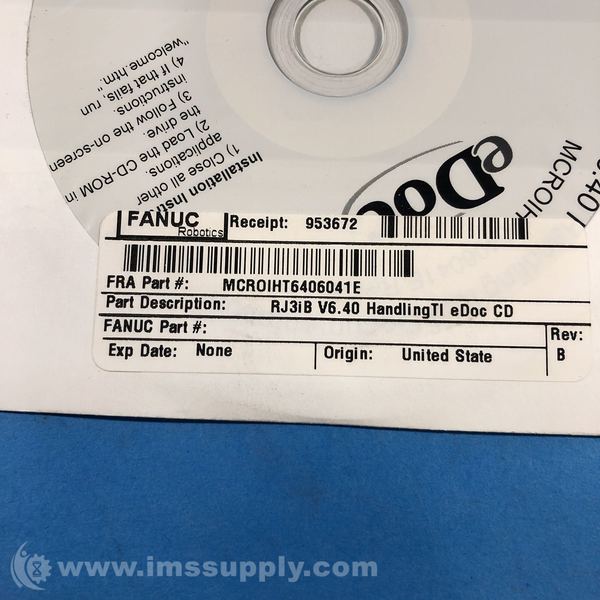 Installation Inst
1) Close all other
applications.
2) Load the CD-ROM in
the drive.
3) Follow the on-screen
instructions.
4) If that fails, run
"welcome.htm."
eDoc
.40
MCROIH
FANUC
Robotics
Receipt: 953672
FRA Part #: MCROIHT6406041E
Part Description: RJ3iB V6.40 HandlingTl eDoc CD
FANUC Part #:
Rev:
B
Exp Date: None
Origin: United State
www.imssupply.com